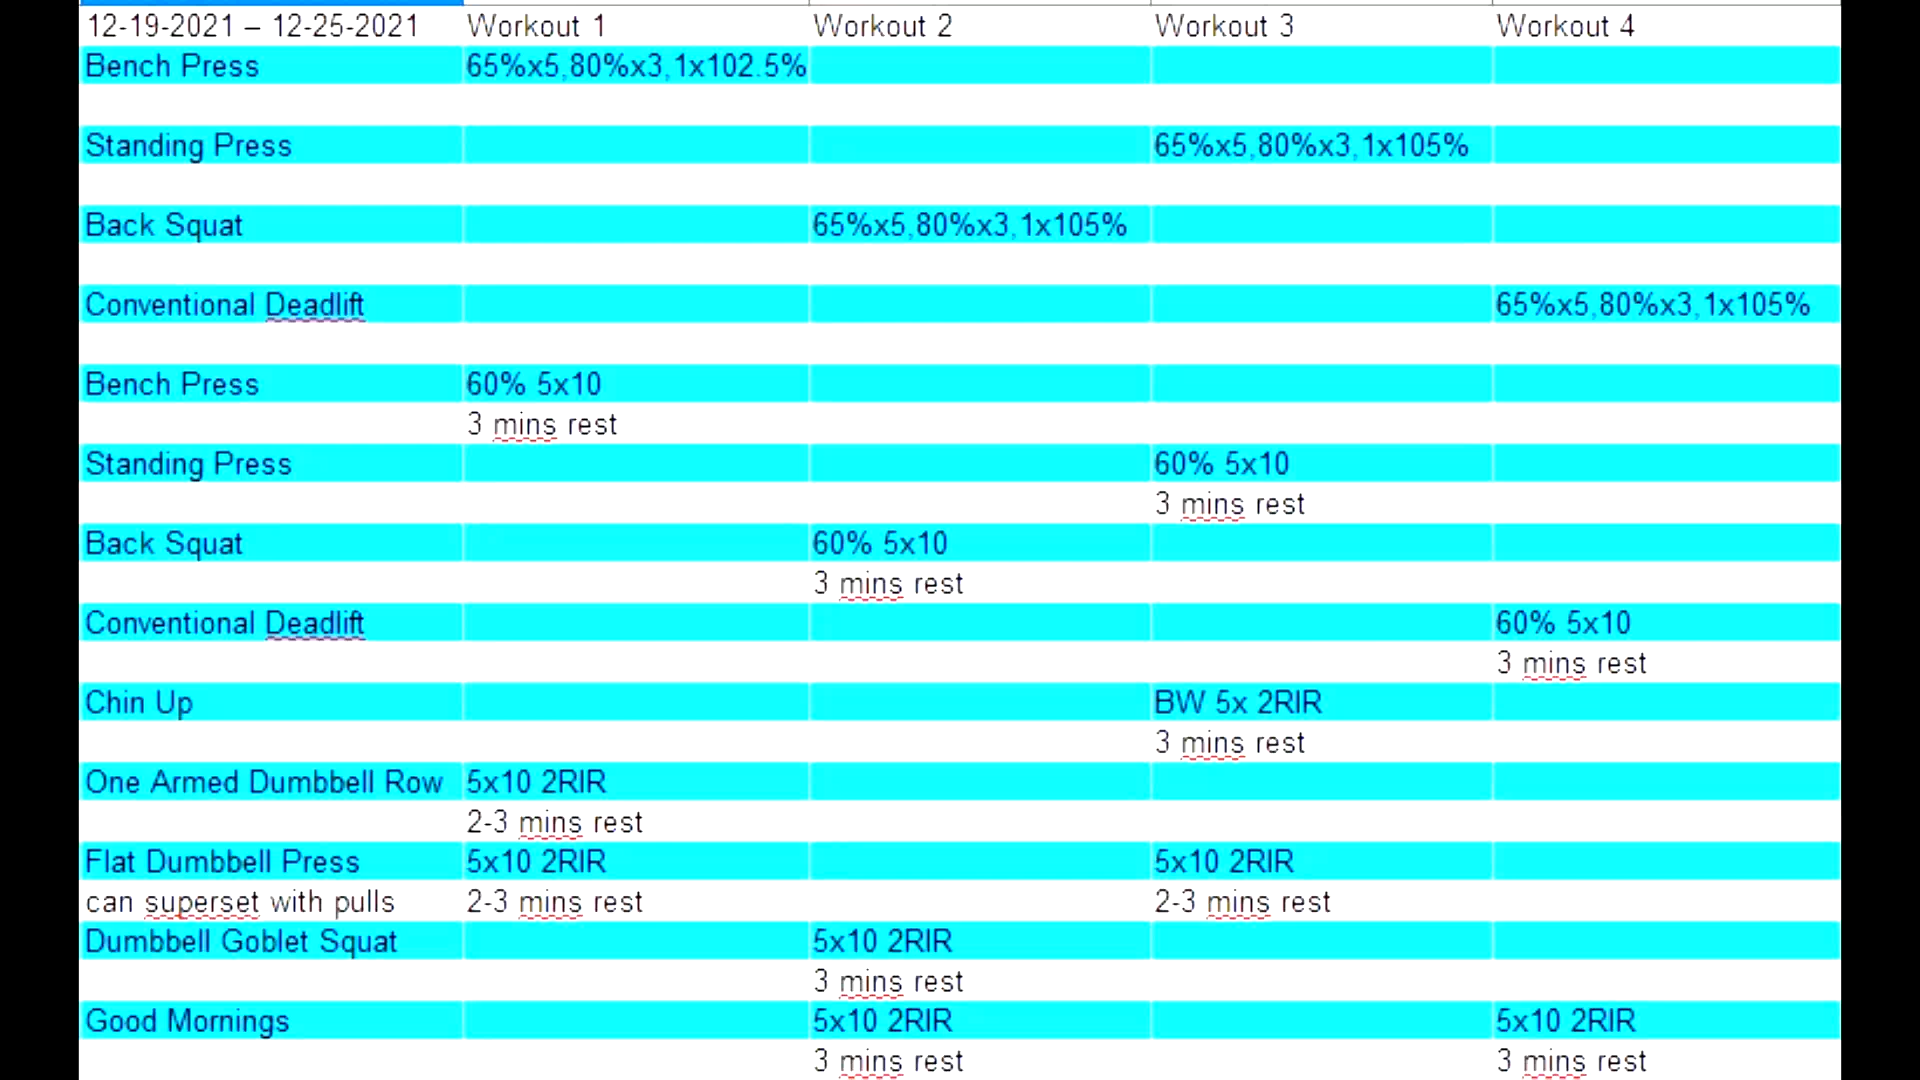 12-19-2021 – 12-25-2021 Workout 1 Workout 2 Workout 3 Workout 4
Bench Press 65%x5,80%x3,1x102.5%
Standing Press 65%x5,80%x3,1x105%
Back Squat 65%x5,80%x3,1x105%
Conventional Deadlift 65%x5,80%x3,1x105%
Bench Press 60% 5x10
3 mins rest
Standing Press 60% 5x10
3 mins rest
Back Squat 60% 5x10
3 mins rest
Conventional Deadlift 60% 5x10
3 mins rest
Chin Up BW 5x 2RIR
3 mins rest
One Armed Dumbbell Row 5x10 2RIR
2-3 mins rest
Flat Dumbbell Press 5x10 2RIR 5x10 2RIR
can superset with pulls 2-3 mins rest 2-3 mins rest
Dumbbell Goblet Squat 5x10 2RIR
3 mins rest
Good Mornings 5x10 2RIR 5x10 2RIR
3 mins rest 3 mins rest